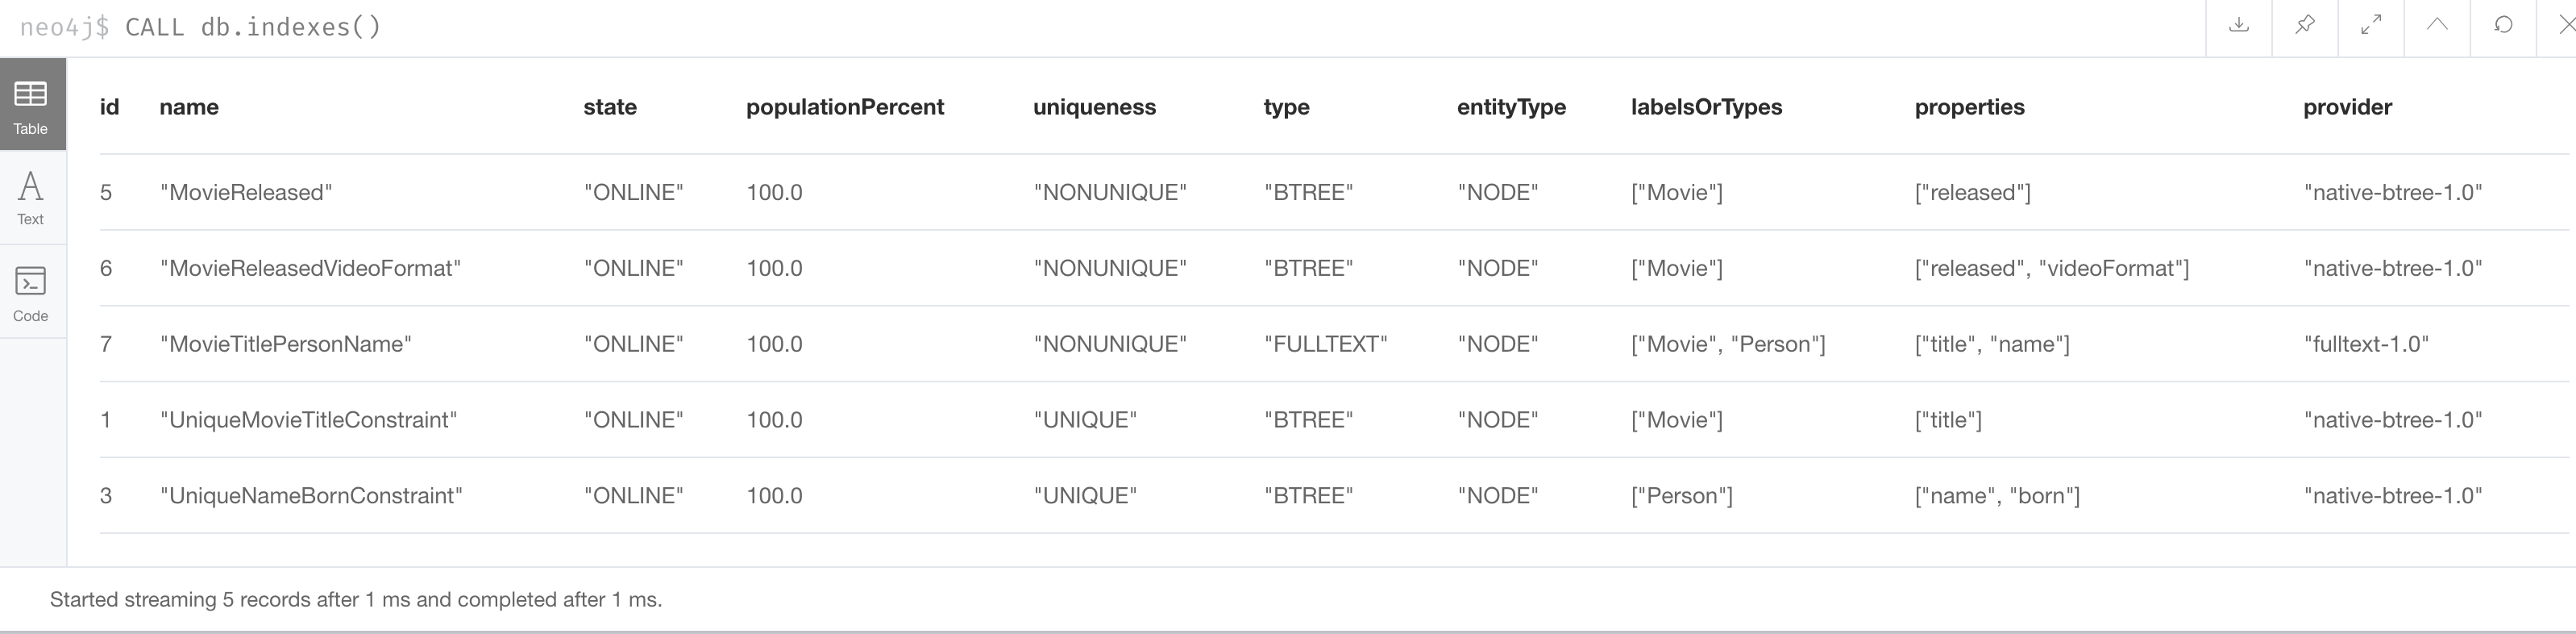 neo4j$ CALL db.indexes()
Table
Text
Code
id name state populationPercent uniqueness type entityType labelsOrTypes properties provider
5 "MovieReleased" "ONLINE" 100.0 "NONUNIQUE" "BTREE" "NODE" ["Movie"] ["released"] "native-btree-1.0"
6 "MovieReleasedVideoFormat" "ONLINE" 100.0 "NONUNIQUE" "BTREE" "NODE" ["Movie"] ["released", "videoFormat"] "native-btree-1.0"
7 "MovieTitlePersonName" "ONLINE" 100.0 "NONUNIQUE" "FULLTEXT" "NODE" ["Movie", "Person"] ["title", "name"] "fulltext-1.0"
1 "UniqueMovieTitleConstraint" "ONLINE" 100.0 "UNIQUE" "BTREE" "NODE" ["Movie"] ["title"] "native-btree-1.0"
3 "UniqueNameBornConstraint" "ONLINE" 100.0 "UNIQUE" "BTREE" "NODE" ["Person"] ["name", "born"] "native-btree-1.0"
Started streaming 5 records after 1 ms and completed after 1 ms.